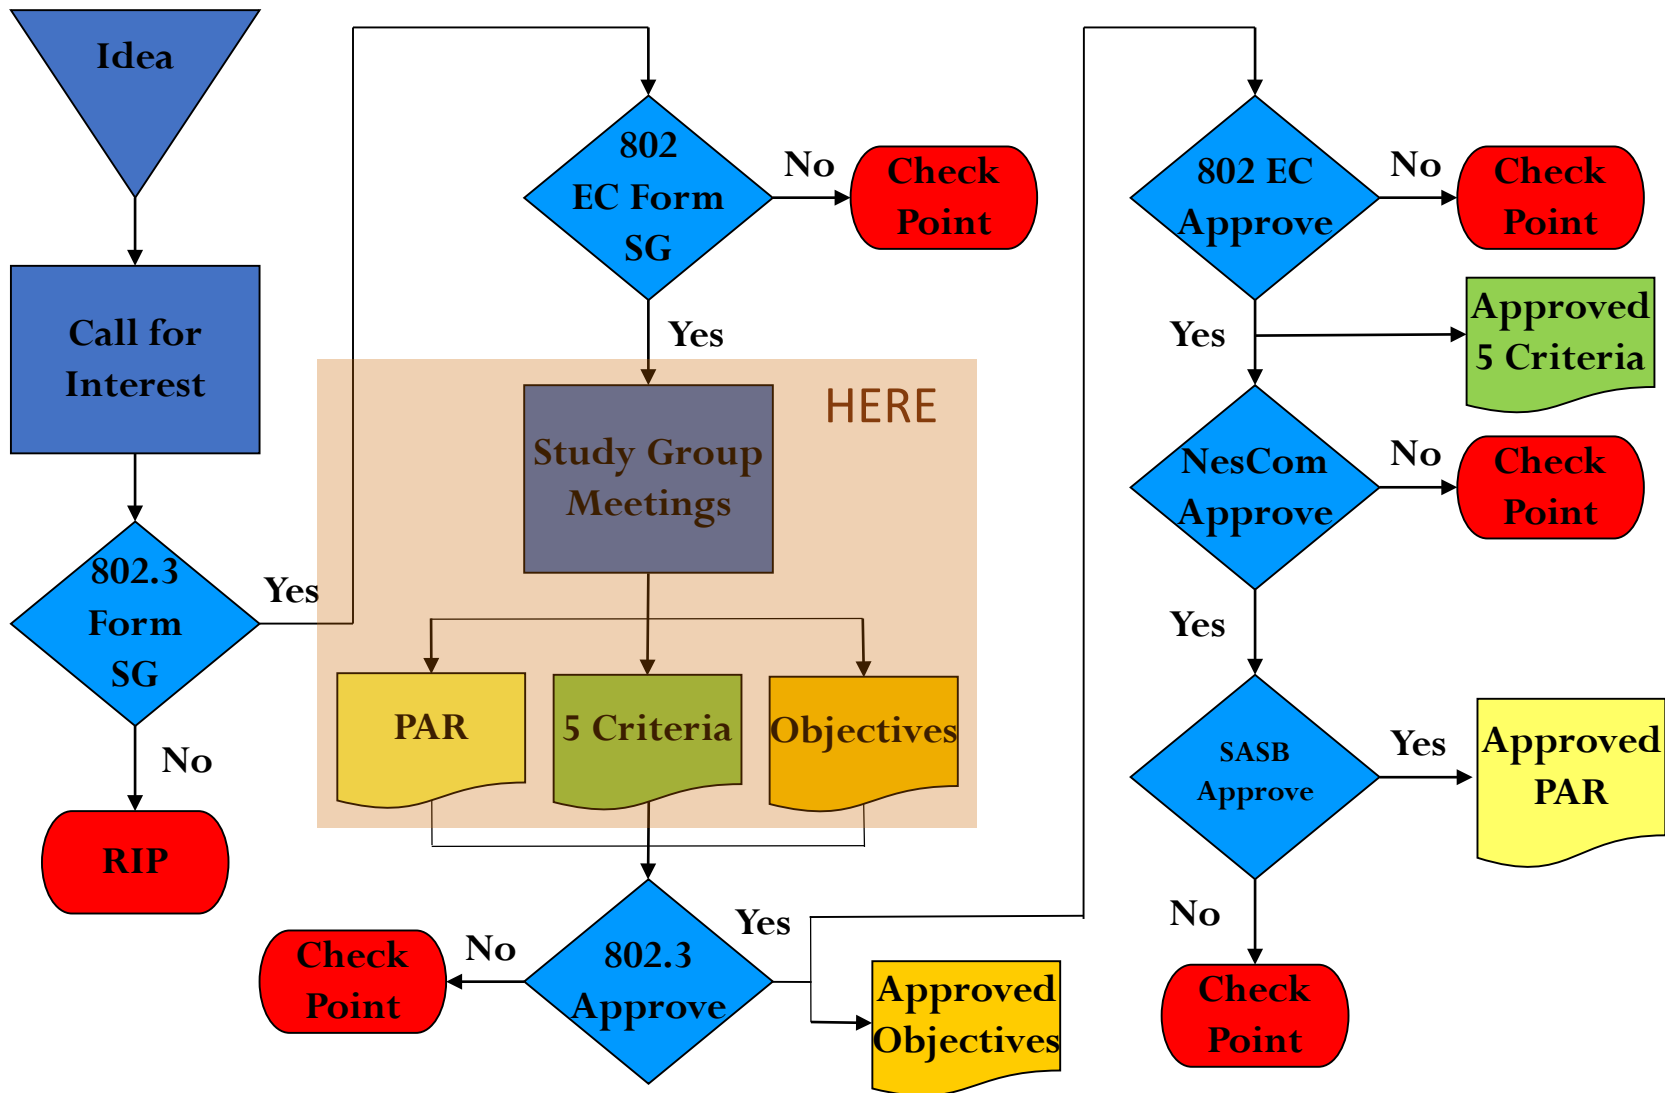 Idea
Call for
Interest
802.3
Form
SG
Yes
No
RIP
802
EC Form
SG
No
Check
Point
Yes
HERE
Study Group
Meetings
PAR
5 Criteria
Objectives
802.3
Approve
No
Check
Point
Yes
Approved
Objectives
802 EC
Approve
No
Check
Point
Yes
Approved
5 Criteria
NesCom
Approve
No
Check
Point
Yes
SASB
Approve
Yes
Approved
PAR
No
Check
Point